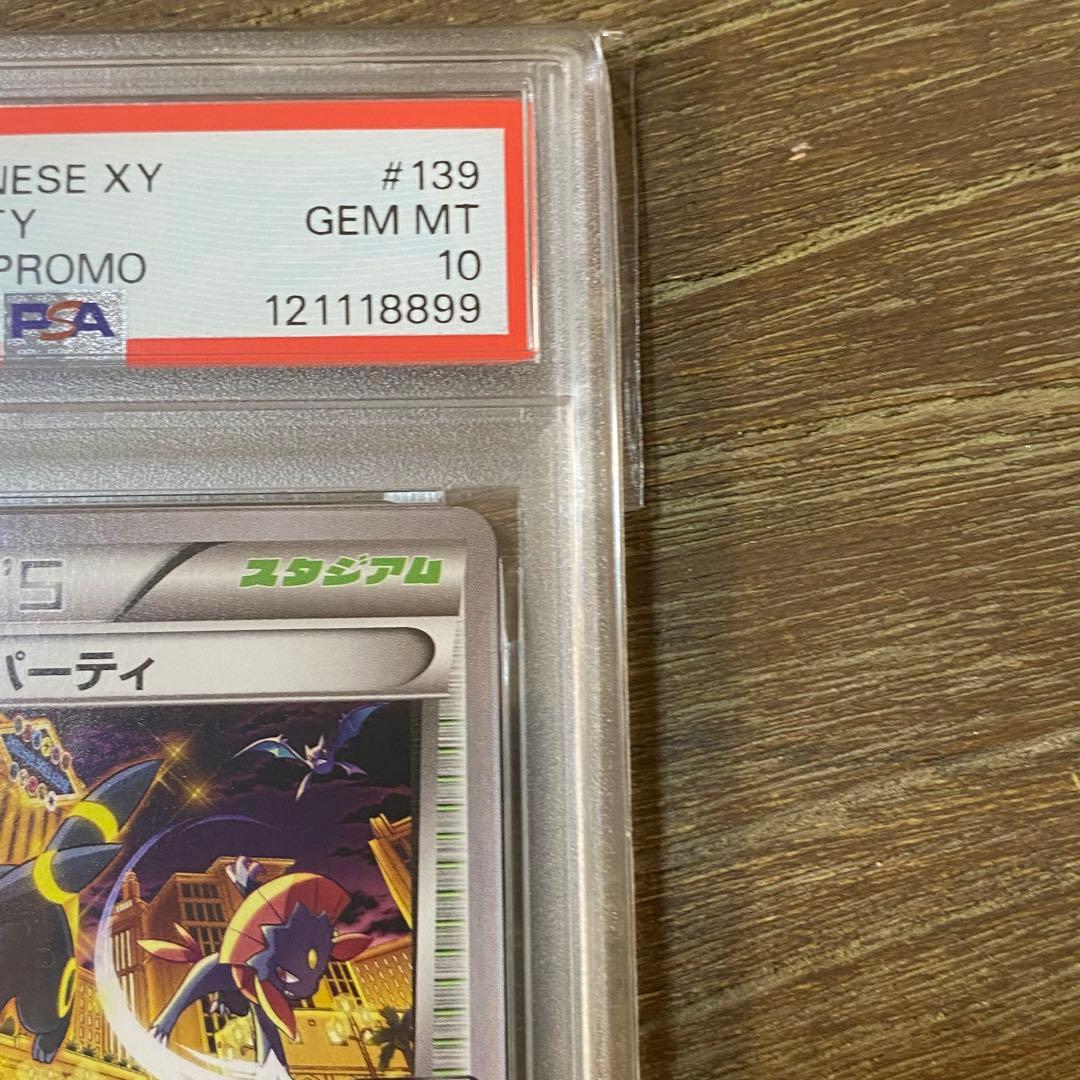 NESE XY #139
TY GEM MT
PROMO 10
PSA 121118899
'S スタジアム
パーティ